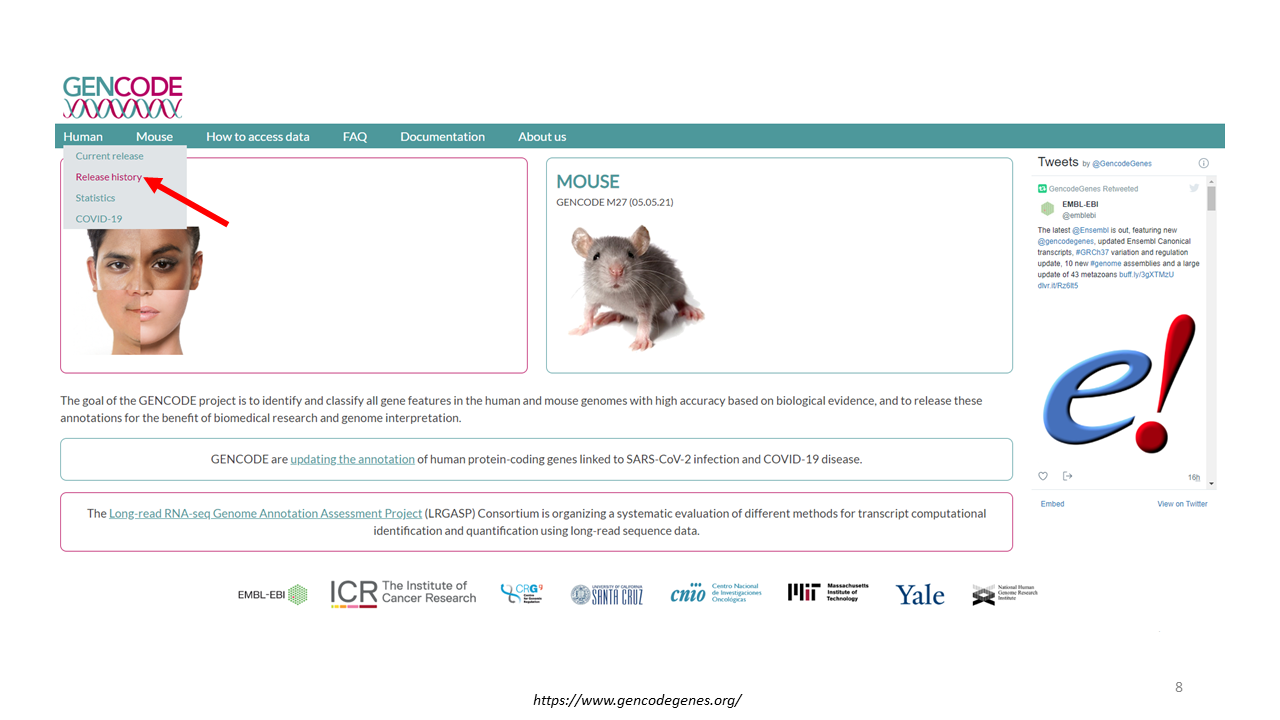 GENCODE
Human Mouse How to access data FAQ Documentation About us
Current release
Release history
Statistics
COVID-19
MOUSE
GENCODE M27 (05.05.21)
Tweets by @GencodeGenes
GencodeGenes Retweeted
EMBL-EBI
@emblebi
The latest @Ensembl is out, featuring new
@gencodegenes, updated Ensembl Canonical
transcripts, #GRCh37 variation and regulation
update, 10 new #genome assemblies and a large
update of 43 metazoans buff.ly/3gXTMzU
dlvr.it/Rz6lt5
e!
16h
Embed View on Twitter
The goal of the GENCODE project is to identify and classify all gene features in the human and mouse genomes with high accuracy based on biological evidence, and to release these
annotations for the benefit of biomedical research and genome interpretation.
GENCODE are updating the annotation of human protein-coding genes linked to SARS-CoV-2 infection and COVID-19 disease.
The Long-read RNA-seq Genome Annotation Assessment Project (LRGASP) Consortium is organizing a systematic evaluation of different methods for transcript computational
identification and quantification using long-read sequence data.
EMBL-EBI
ICR The Institute of
Cancer Research
CRG
Centre
for Genomic
Regulation
UNIVERSITY OF CALIFORNIA
SANTA CRUZ
cnio Centro Nacional
de Investigaciones
Oncológicas
MIT Massachusetts
Institute of
Technology
Yale
National Human
Genome Research
Institute
https://www.gencodegenes.org/
8